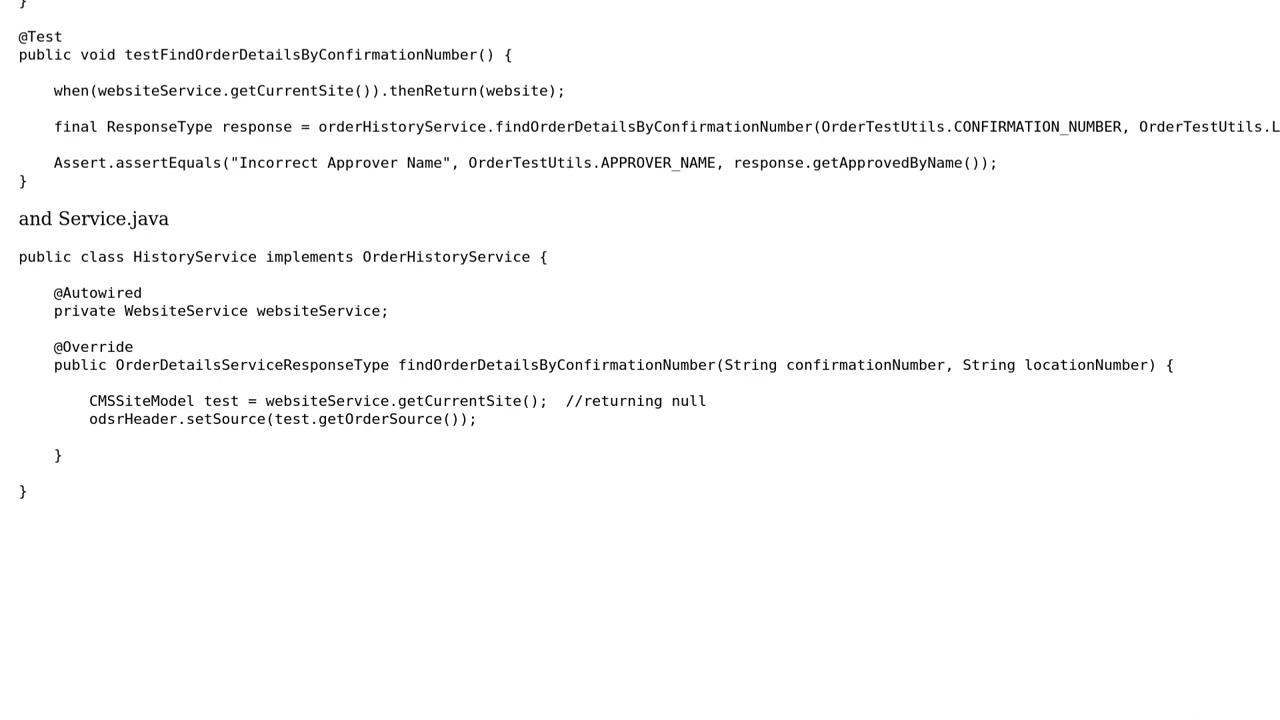 }
@Test
public void testFindOrderDetailsByConfirmationNumber() {
when(websiteService.getCurrentSite()).thenReturn(website);
final ResponseType response = orderHistoryService.findOrderDetailsByConfirmationNumber(OrderTestUtils.CONFIRMATION_NUMBER, OrderTestUtils.L
Assert.assertEquals("Incorrect Approver Name", OrderTestUtils.APPROVER_NAME, response.getApprovedByName());
}
and Service.java
public class HistoryService implements OrderHistoryService {
@Autowired
private WebsiteService websiteService;
@Override
public OrderDetailsServiceResponseType findOrderDetailsByConfirmationNumber(String confirmationNumber, String locationNumber) {
CMSSiteModel test = websiteService.getCurrentSite();  //returning null
odsrHeader.setSource(test.getOrderSource());
}
}